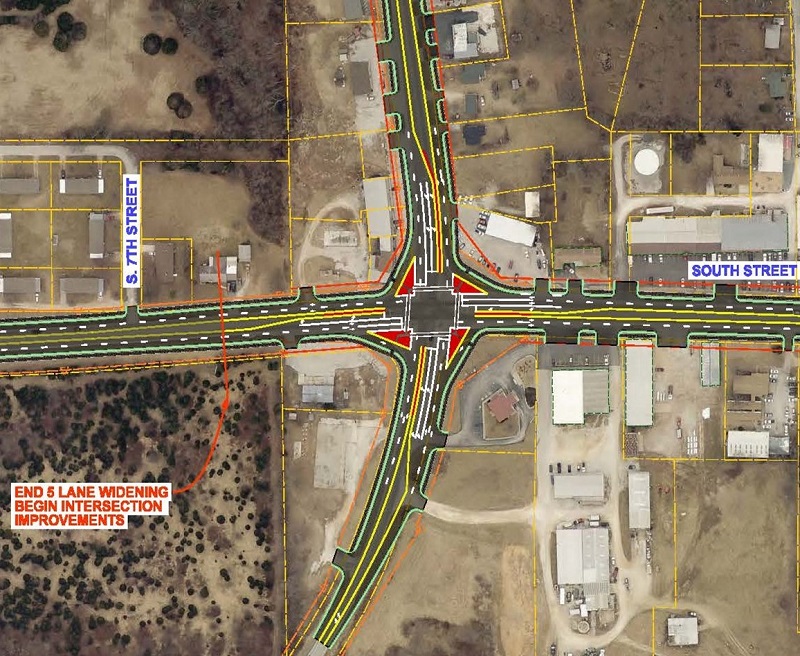 S. 7TH STREET
SOUTH STREET
END 5 LANE WIDENING
BEGIN INTERSECTION
IMPROVEMENTS